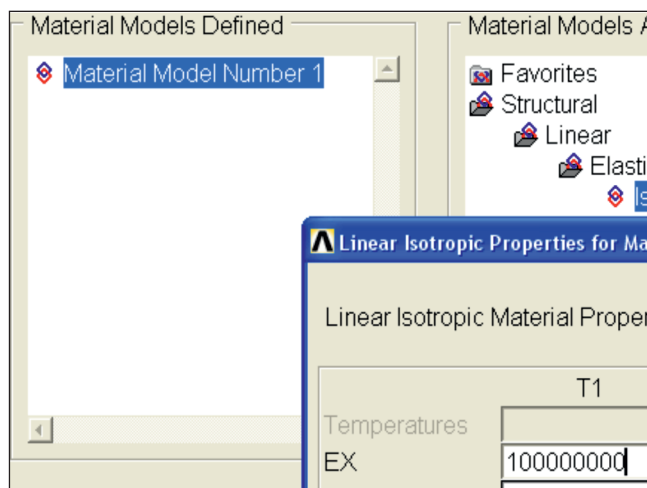 Material Models Defined
Material Model Number 1
Material Models
Favorites
Structural
Linear
Elasti
Is
Linear Isotropic Properties for Ma
Linear Isotropic Material Proper
T1
Temperatures
EX
100000000